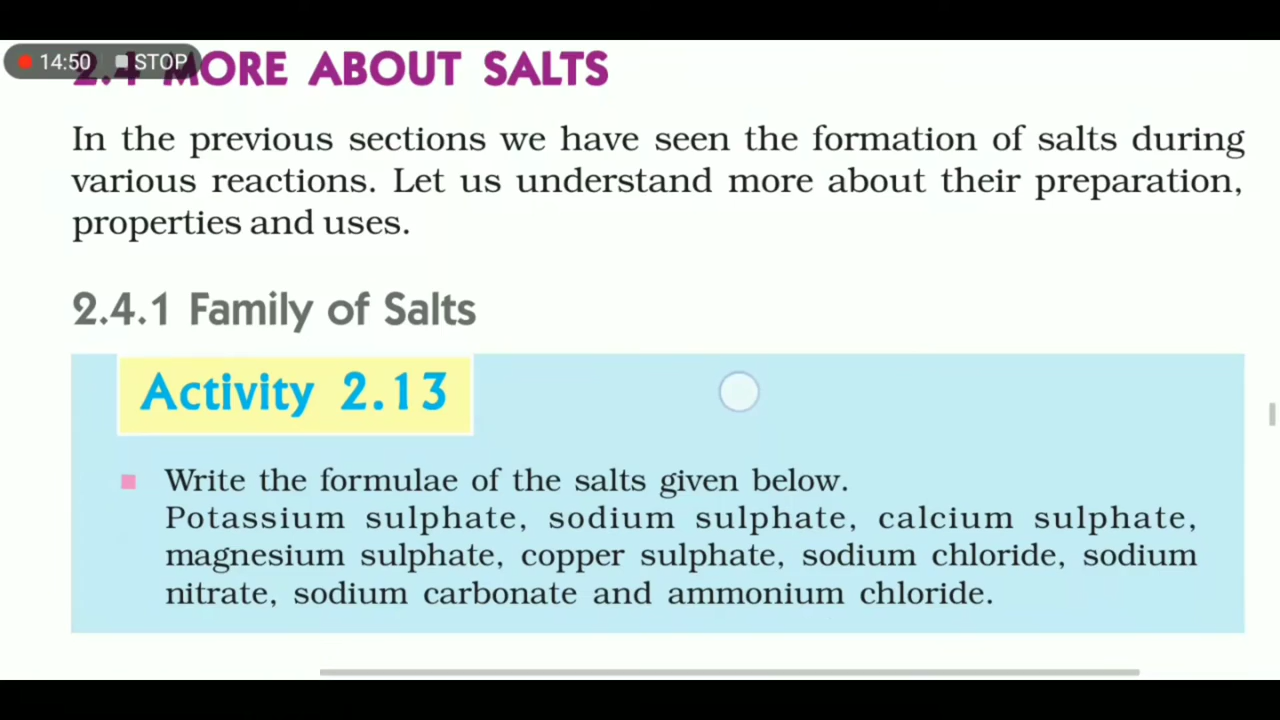 14:50 STOP
2.4 MORE ABOUT SALTS
In the previous sections we have seen the formation of salts during
various reactions. Let us understand more about their preparation,
properties and uses.
2.4.1 Family of Salts
Activity 2.13
Write the formulae of the salts given below.
Potassium sulphate, sodium sulphate, calcium sulphate,
magnesium sulphate, copper sulphate, sodium chloride, sodium
nitrate, sodium carbonate and ammonium chloride.